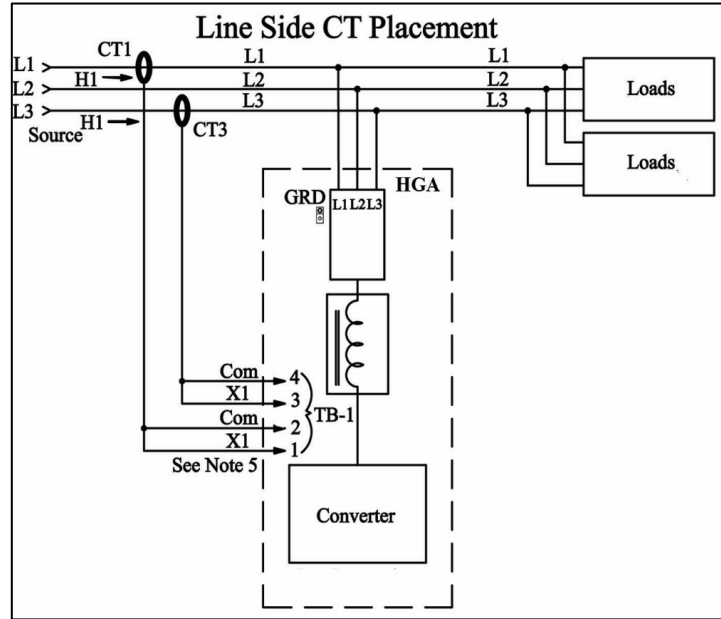 Line Side CT Placement
CT1
L1 L1 L1
H1
L2 L2 L2
L3 L3 L3
H1
Source
CT3
Loads
Loads
HGA
GRD
L1 L2 L3
Com 4
X1 3
TB-1
Com 2
X1 1
See Note 5
Converter